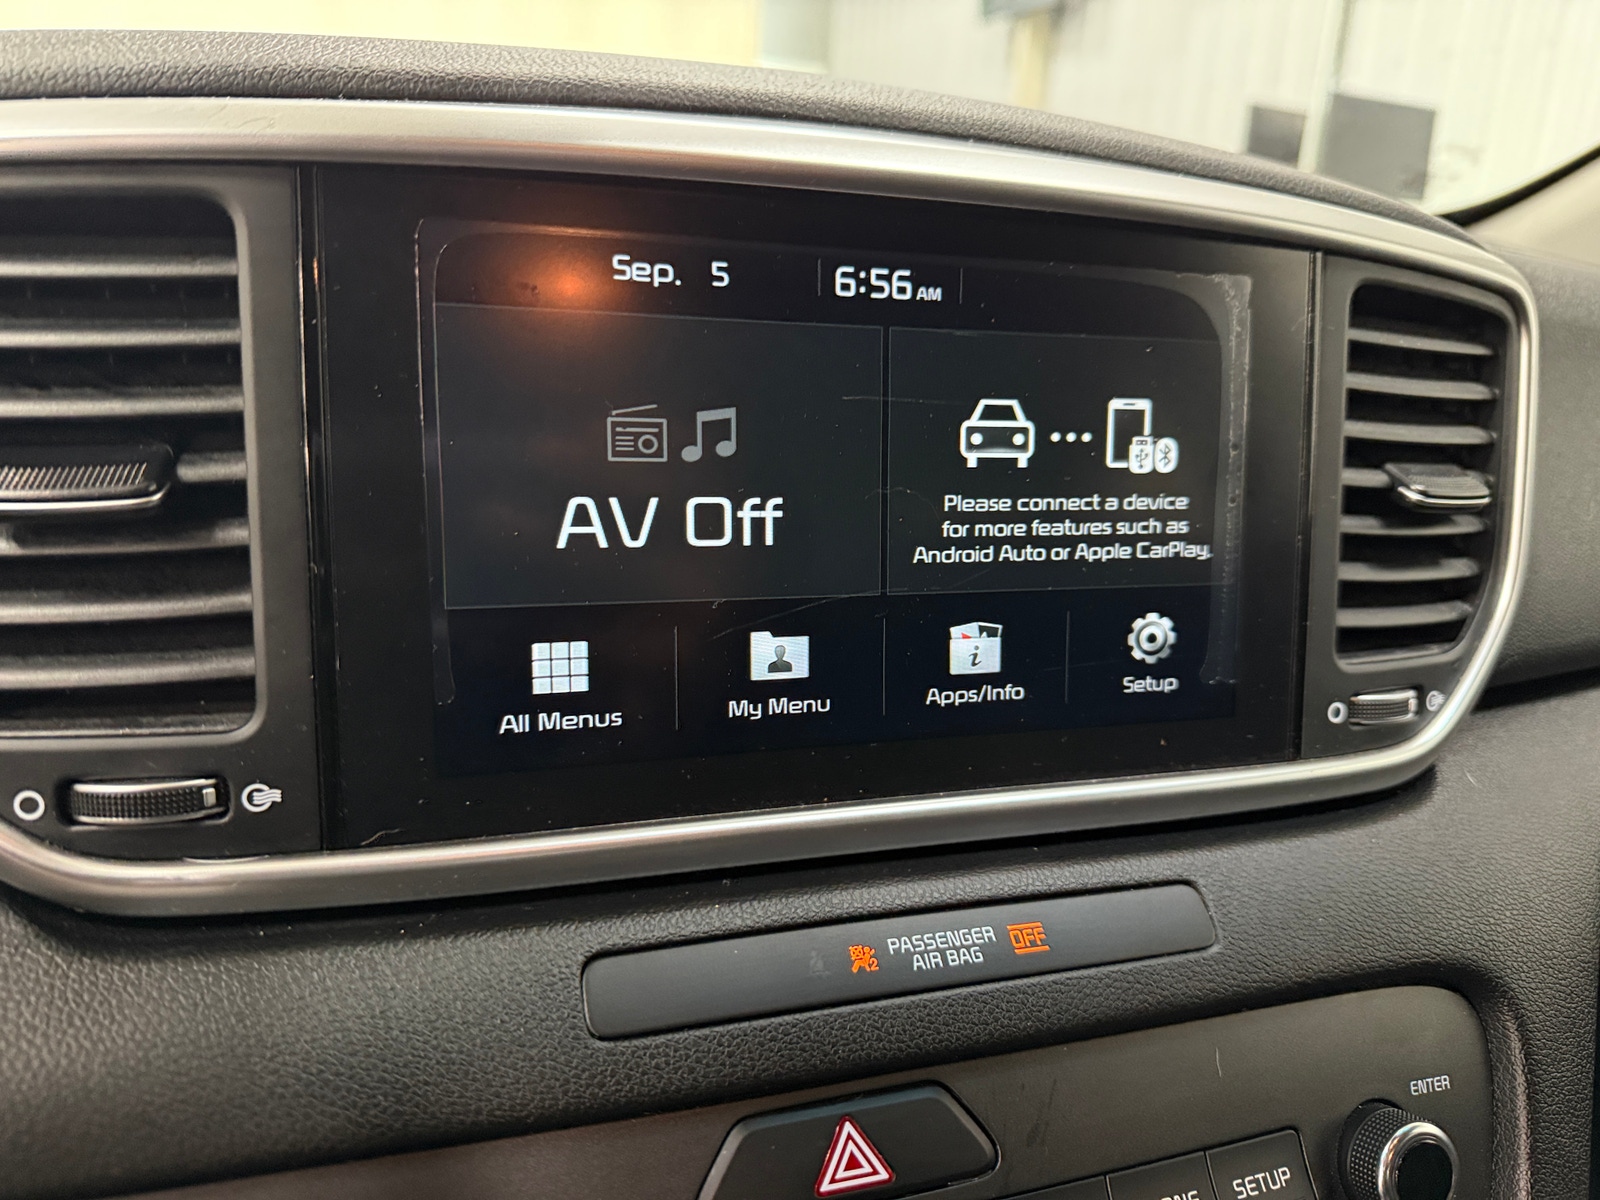 Sep. 5
6:56 AM
AV Off
Please connect a device
for more features such as
Android Auto or Apple CarPlay.
All Menus
My Menu
Apps/Info
Setup
2
PASSENGER
AIR BAG
OFF
ENTER
SETUP